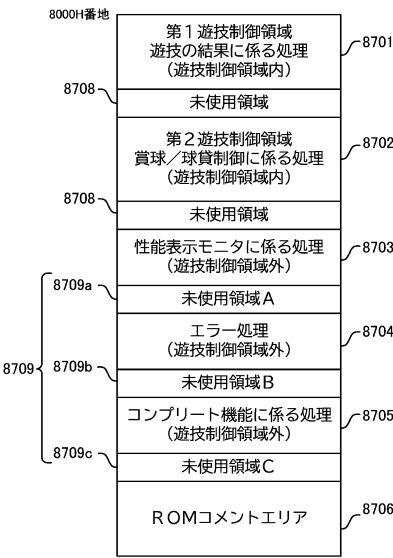 8000H番地
第1遊技制御領域
遊技の結果に係る処理
（遊技制御領域内）
8701
8708
未使用領域
第2遊技制御領域
賞球／球貸制御に係る処理
（遊技制御領域内）
8702
8708
未使用領域
性能表示モニタに係る処理
（遊技制御領域外）
8703
8709a
未使用領域A
エラー処理
（遊技制御領域外）
8704
8709
8709b
未使用領域B
コンプリート機能に係る処理
（遊技制御領域外）
8705
8709c
未使用領域C
ROMコメントエリア
8706